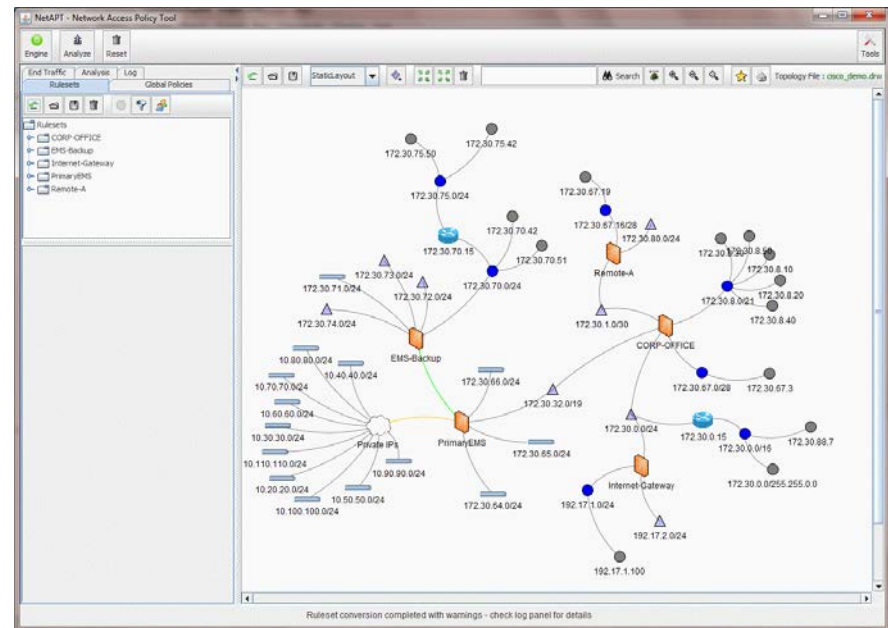 NetAPT - Network Access Policy Tool
Engine
Analyze
Reset
Tools
End Traffic
Analysis
Log
Rulesets
Global Policies
StaticLayout
Search
Topology File : cisco_demo.drw
Rulesets
CORP-OFFICE
EMS-Backup
Internet-Gateway
PrimaryEMS
Remote-A
172.30.75.50
172.30.75.42
172.30.75.0/24
172.30.70.15
172.30.70.42
172.30.70.51
172.30.70.0/24
172.30.73.0/24
172.30.71.0/24
172.30.72.0/24
172.30.74.0/24
EMS-Backup
172.30.67.19
172.30.67.16/28
172.30.80.0/24
Remote-A
172.30.1.0/30
172.30.8.50
172.30.8.10
172.30.8.20
172.30.8.0/21
172.30.8.40
CORP-OFFICE
172.30.67.0/28
172.30.67.3
10.80.80.0/24
10.40.40.0/24
10.70.70.0/24
10.60.60.0/24
10.30.30.0/24
10.110.110.0/24
10.20.20.0/24
10.100.100.0/24
10.50.50.0/24
10.90.90.0/24
Private IPs
PrimaryEMS
172.30.66.0/24
172.30.65.0/24
172.30.64.0/24
172.30.32.0/19
172.30.0.0/24
172.30.0.15
172.30.0.0/16
172.30.88.7
172.30.0.0/255.255.0.0
Internet-Gateway
192.17.1.0/24
192.17.2.0/24
192.17.1.100
Ruleset conversion completed with warnings - check log panel for details